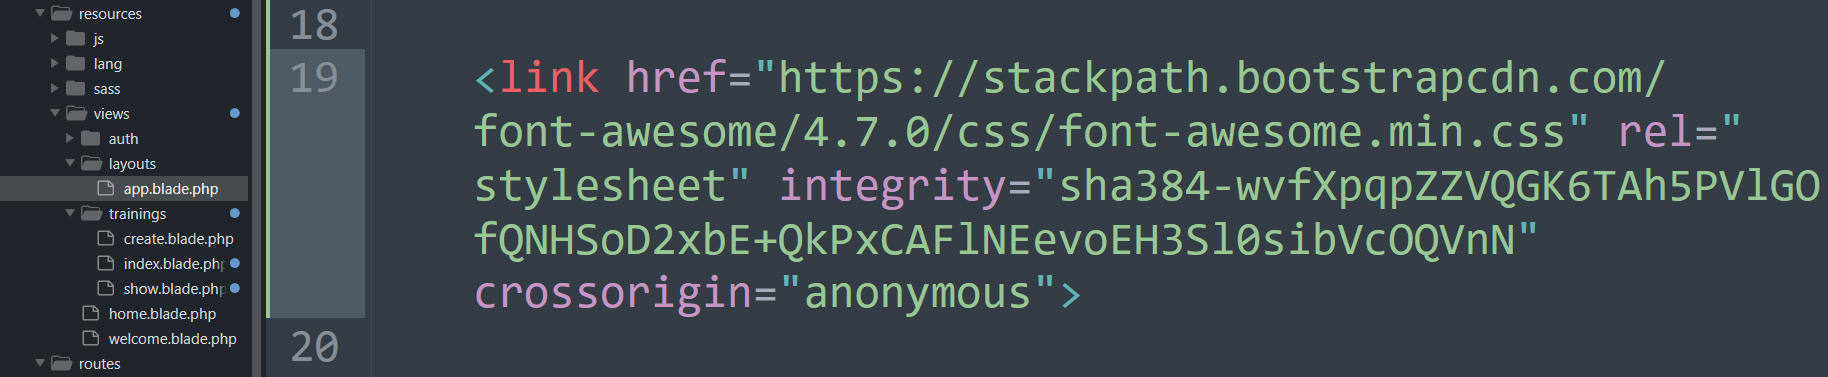 resources
js
lang
sass
views
auth
layouts
app.blade.php
trainings
create.blade.php
index.blade.php
show.blade.php
home.blade.php
welcome.blade.php
routes
18
19
<link href="https://stackpath.bootstrapcdn.com/
font-awesome/4.7.0/css/font-awesome.min.css" rel="
stylesheet" integrity="sha384-wvfXpqpZZVQGK6TAh5PVlGO
fQNHSoD2xbE+QkPxCAFlNEevoEH3Sl0sibVcOQVnN"
crossorigin="anonymous">
20